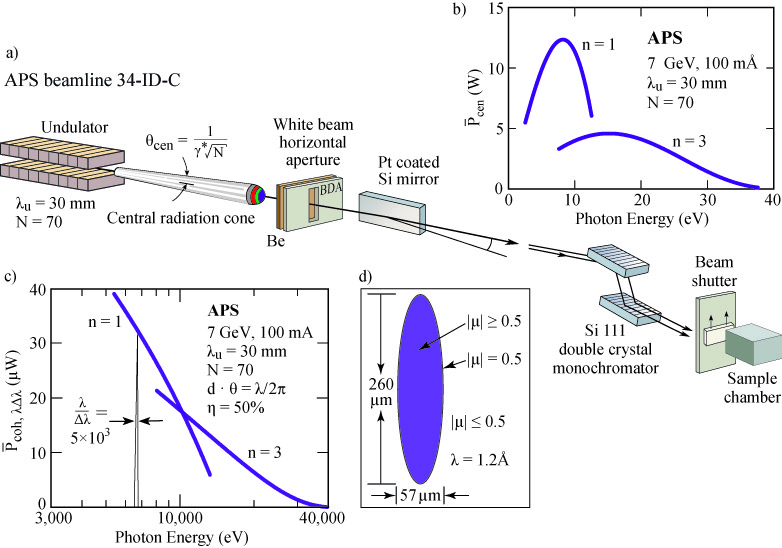 a)
APS beamline 34-ID-C
Undulator
λu = 30 mm
N = 70
θcen = 1/γ*√N
Central radiation cone
White beam
horizontal
aperture
BDA
Be
Pt coated
Si mirror
Si 111
double crystal
monochromator
Beam
shutter
Sample
chamber
b)
P̅cen (W)
15
10
5
0
0 10 20 30 40
Photon Energy (eV)
n = 1
n = 3
APS
7 GeV, 100 mÅ
λu = 30 mm
N = 70
c)
P̅coh, λΔλ (μW)
40
30
20
10
0
3,000 10,000 40,000
Photon Energy (eV)
n = 1
n = 3
λ/Δλ =
5×10³
APS
7 GeV, 100 mA
λu = 30 mm
N = 70
d · θ = λ/2π
η = 50%
d)
260
μm
57 μm
|μ| ≥ 0.5
|μ| = 0.5
|μ| ≤ 0.5
λ = 1.2Å